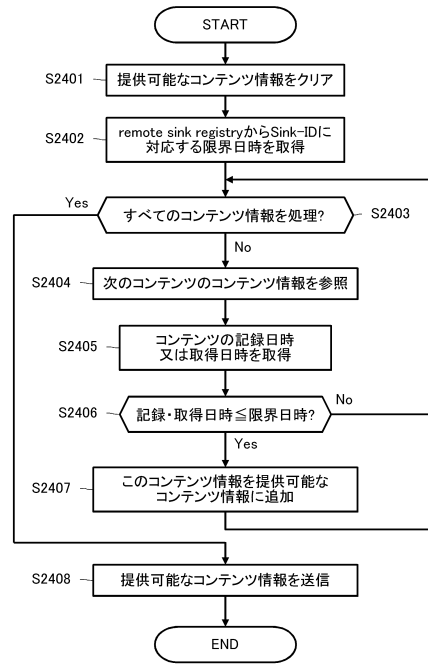 START
S2401
提供可能なコンテンツ情報をクリア
S2402
remote sink registryからSink-IDに
対応する限界日時を取得
Yes
すべてのコンテンツ情報を処理?
S2403
No
S2404
次のコンテンツのコンテンツ情報を参照
S2405
コンテンツの記録日時
又は取得日時を取得
S2406
記録・取得日時≦限界日時?
No
Yes
S2407
このコンテンツ情報を提供可能な
コンテンツ情報に追加
S2408
提供可能なコンテンツ情報を送信
END